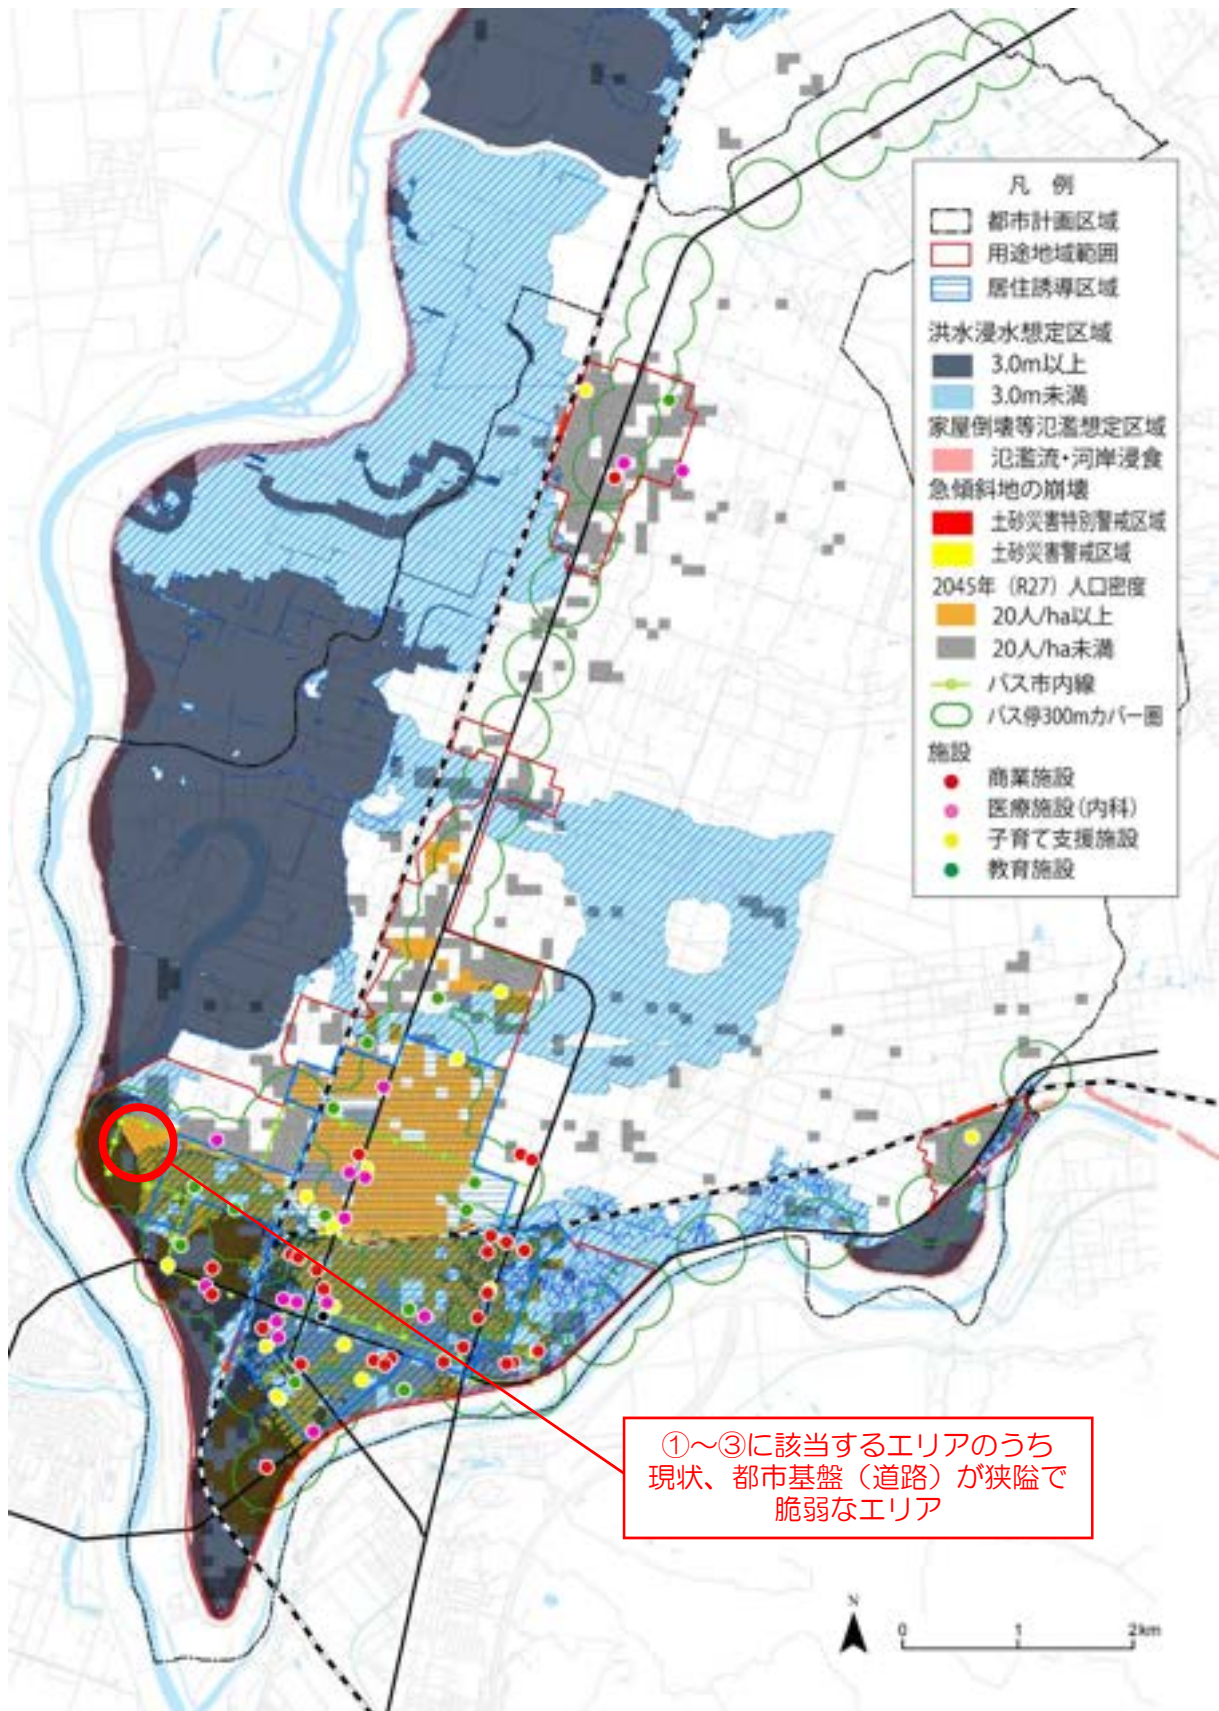 凡 例
都市計画区域
用途地域範囲
居住誘導区域
洪水浸水想定区域
3.0m以上
3.0m未満
家屋倒壊等氾濫想定区域
氾濫流・河岸浸食
急傾斜地の崩壊
土砂災害特別警戒区域
土砂災害警戒区域
2045年（R27）人口密度
20人/ha以上
20人/ha未満
バス市内線
バス停300mカバー圏
施設
商業施設
医療施設(内科)
子育て支援施設
教育施設
①～③に該当するエリアのうち
現状、都市基盤（道路）が狭隘で
脆弱なエリア
N
0 1 2km